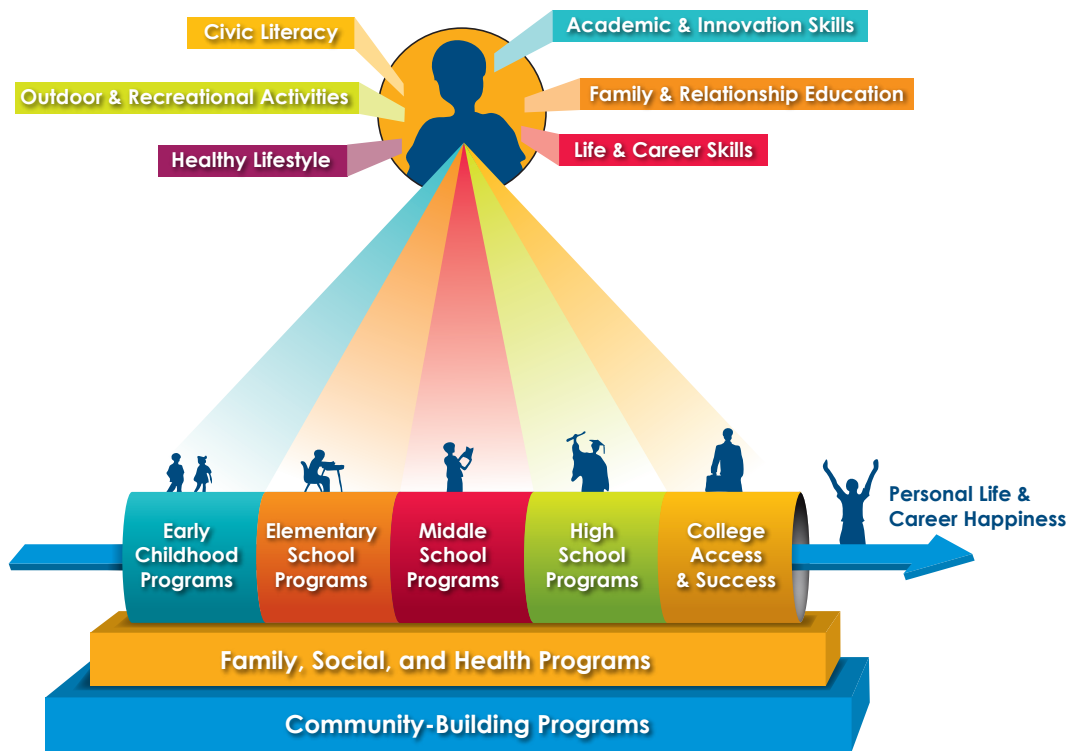 Civic Literacy
Academic & Innovation Skills
Outdoor & Recreational Activities
Family & Relationship Education
Healthy Lifestyle
Life & Career Skills
Early
Childhood
Programs
Elementary
School
Programs
Middle
School
Programs
High
School
Programs
College
Access
& Success
Personal Life &
Career Happiness
Family, Social, and Health Programs
Community-Building Programs